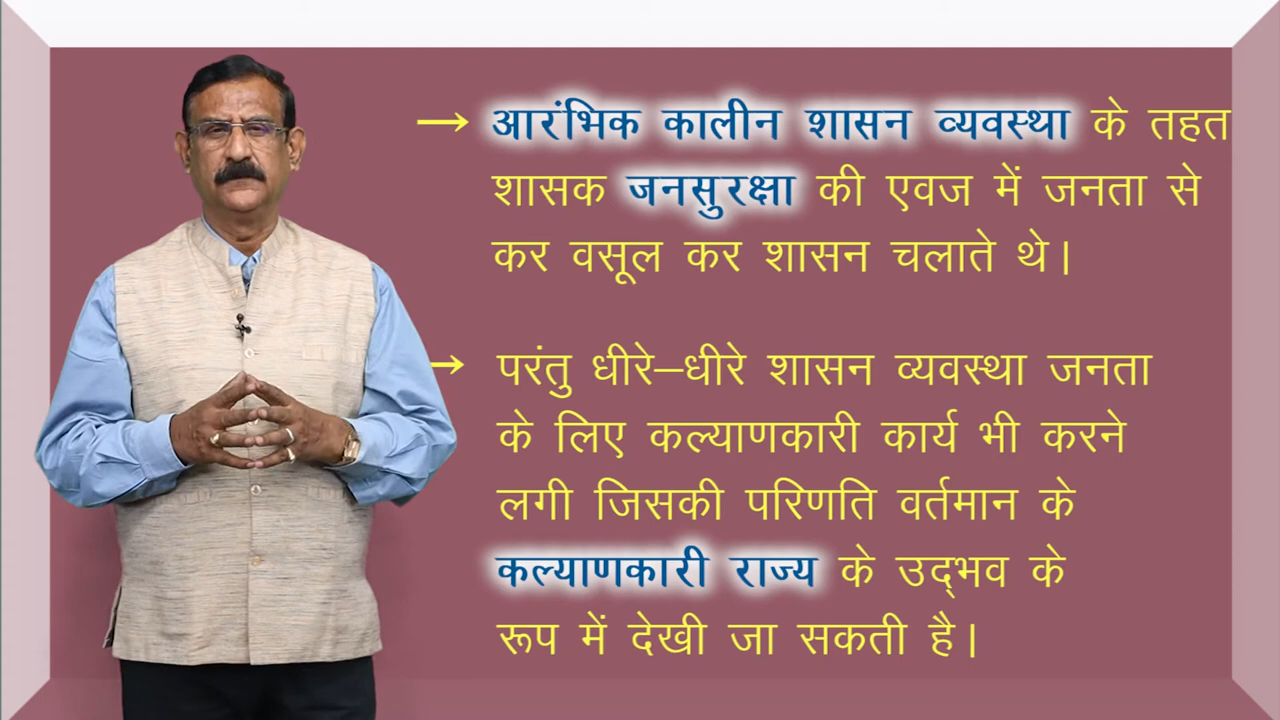 → आरंभिक कालीन शासन व्यवस्था के तहत
शासक जनसुरक्षा की एवज में जनता से
कर वसूल कर शासन चलाते थे।
→ परंतु धीरे–धीरे शासन व्यवस्था जनता
के लिए कल्याणकारी कार्य भी करने
लगी जिसकी परिणति वर्तमान के
कल्याणकारी राज्य के उद्भव के
रूप में देखी जा सकती है।